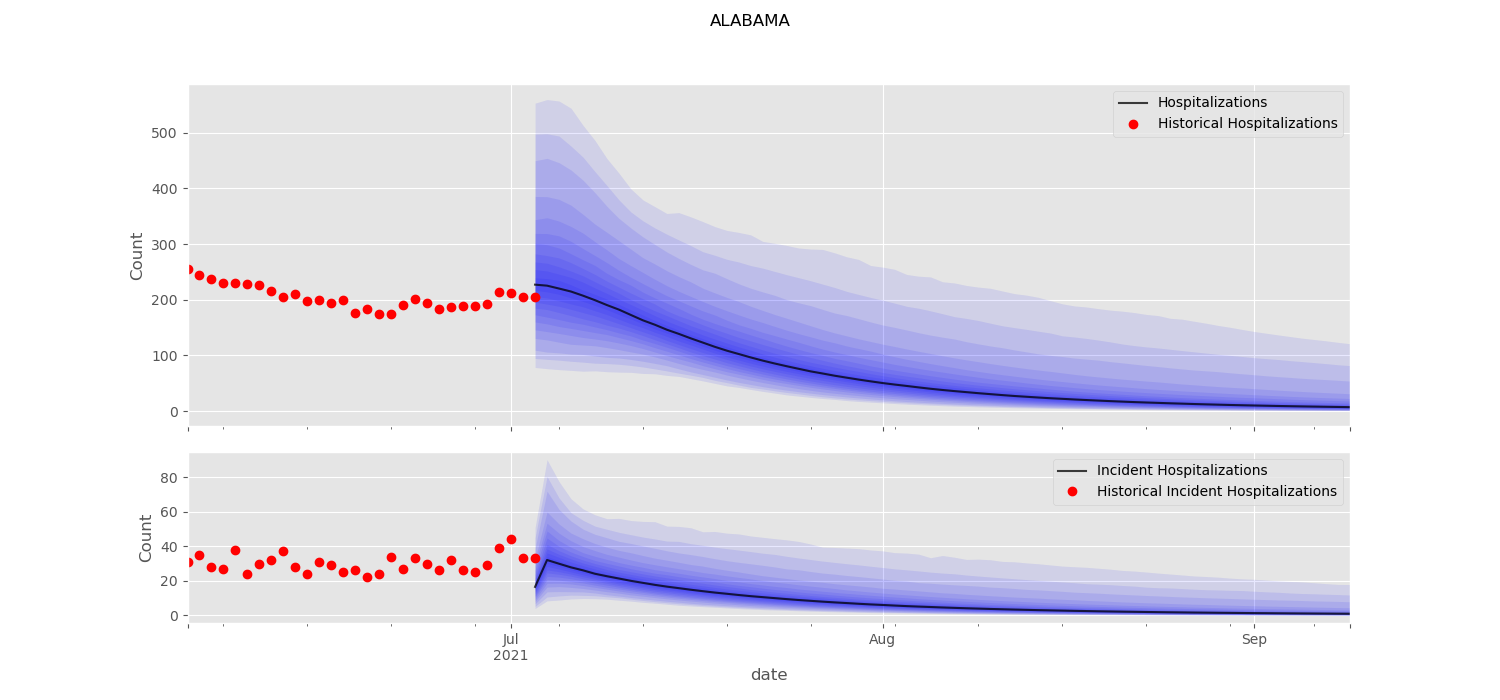 ALABAMA
Hospitalizations
Historical Hospitalizations
500
400
300
200
100
0
Count
Incident Hospitalizations
Historical Incident Hospitalizations
80
60
40
20
0
Count
Jul
2021
Aug
Sep
date